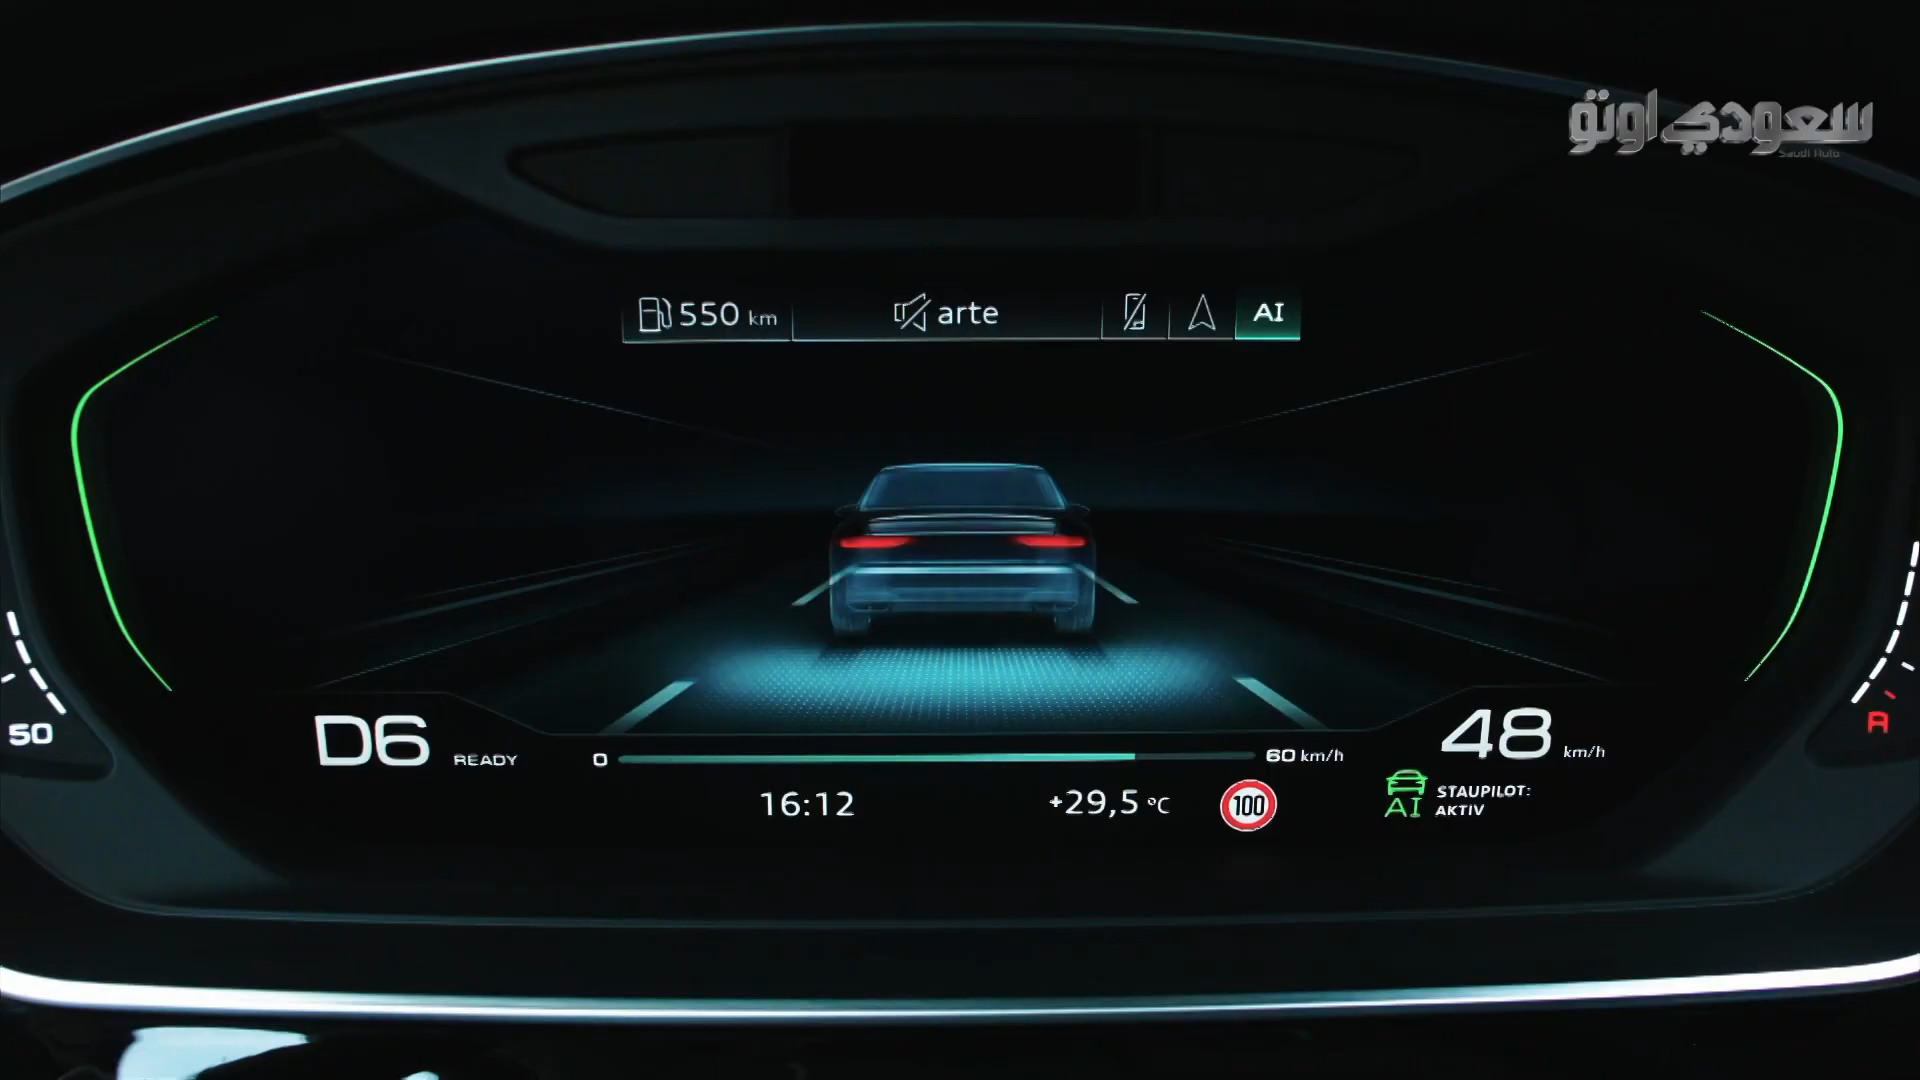 سعودي اوتو
Saudi Auto
550 km
arte
AI
50
D6 READY
0
60 km/h
48 km/h
R
16:12
+29,5 °C
100
AI
STAUPILOT:
AKTIV